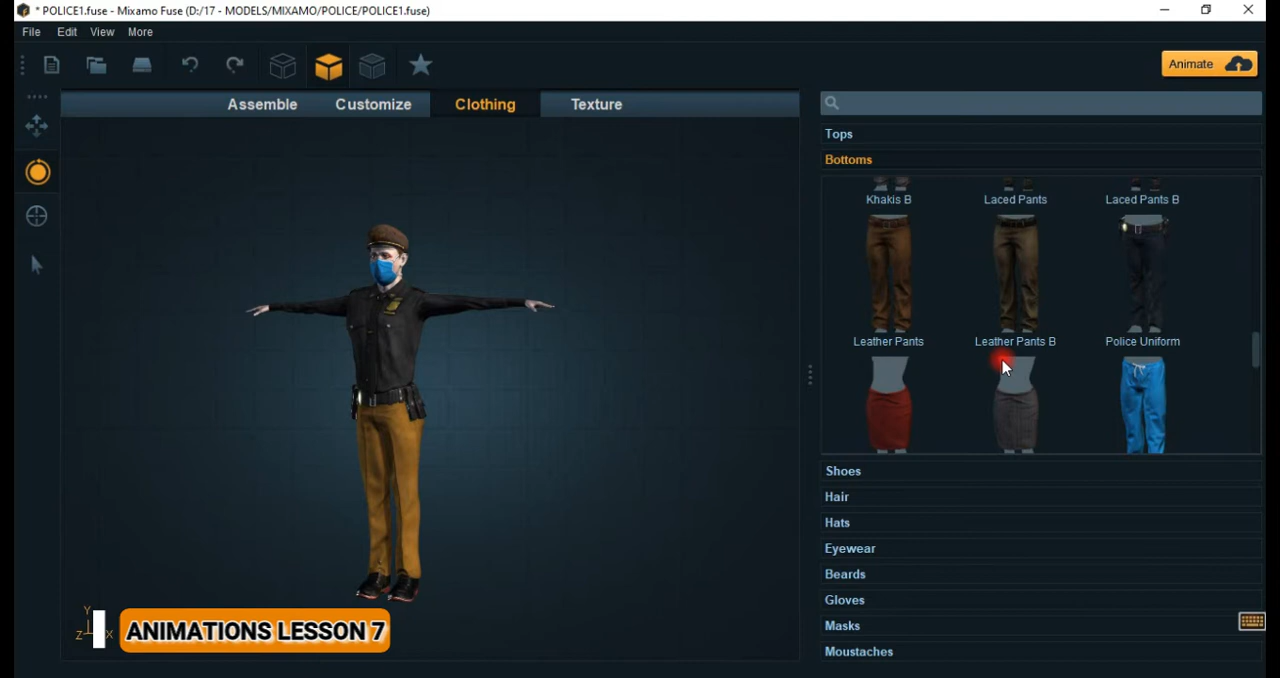 * POLICE1.fuse - Mixamo Fuse (D:/17 - MODELS/MIXAMO/POLICE/POLICE1.fuse)
File Edit View More
Animate
Assemble Customize Clothing Texture
Tops
Bottoms
Khakis B Laced Pants Laced Pants B
Leather Pants Leather Pants B Police Uniform
Shoes
Hair
Hats
Eyewear
Beards
Gloves
Masks
Moustaches
Y
Z X
ANIMATIONS LESSON 7